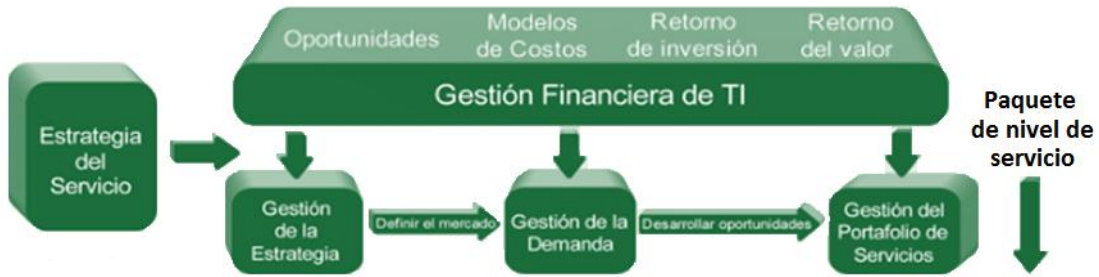 Oportunidades
Modelos
de Costos
Retorno
de inversión
Retorno
del valor
Gestión Financiera de TI
Paquete
de nivel de
servicio
Estrategia
del
Servicio
Gestión
de la
Estrategia
Definir el mercado
Gestión de la
Demanda
Desarrollar oportunidades
Gestión del
Portafolio de
Servicios